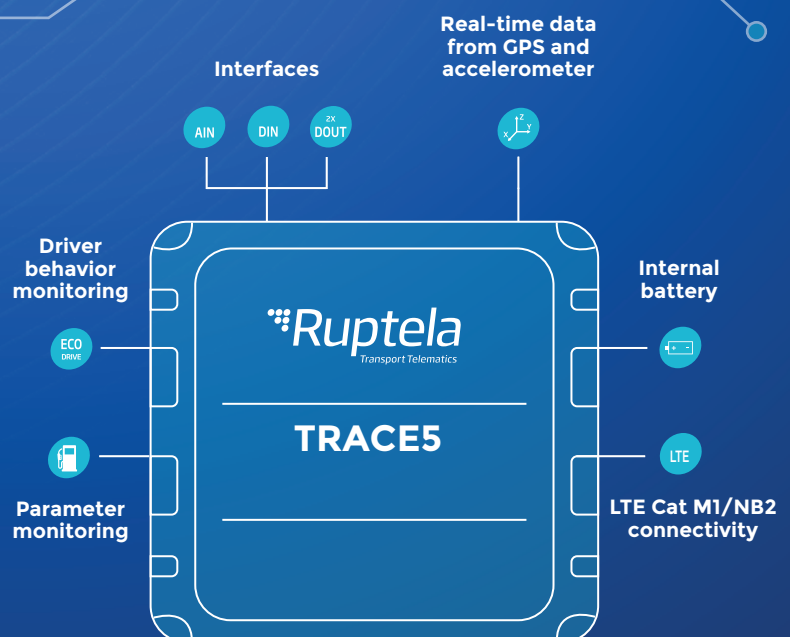 Real-time data
from GPS and
accelerometer
Interfaces
AIN
DIN
2X
DOUT
Z
X
Y
Driver
behavior
monitoring
Internal
battery
ECO
DRIVE
+ -
Ruptela
Transport Telematics
TRACE5
LTE
Parameter
monitoring
LTE Cat M1/NB2
connectivity